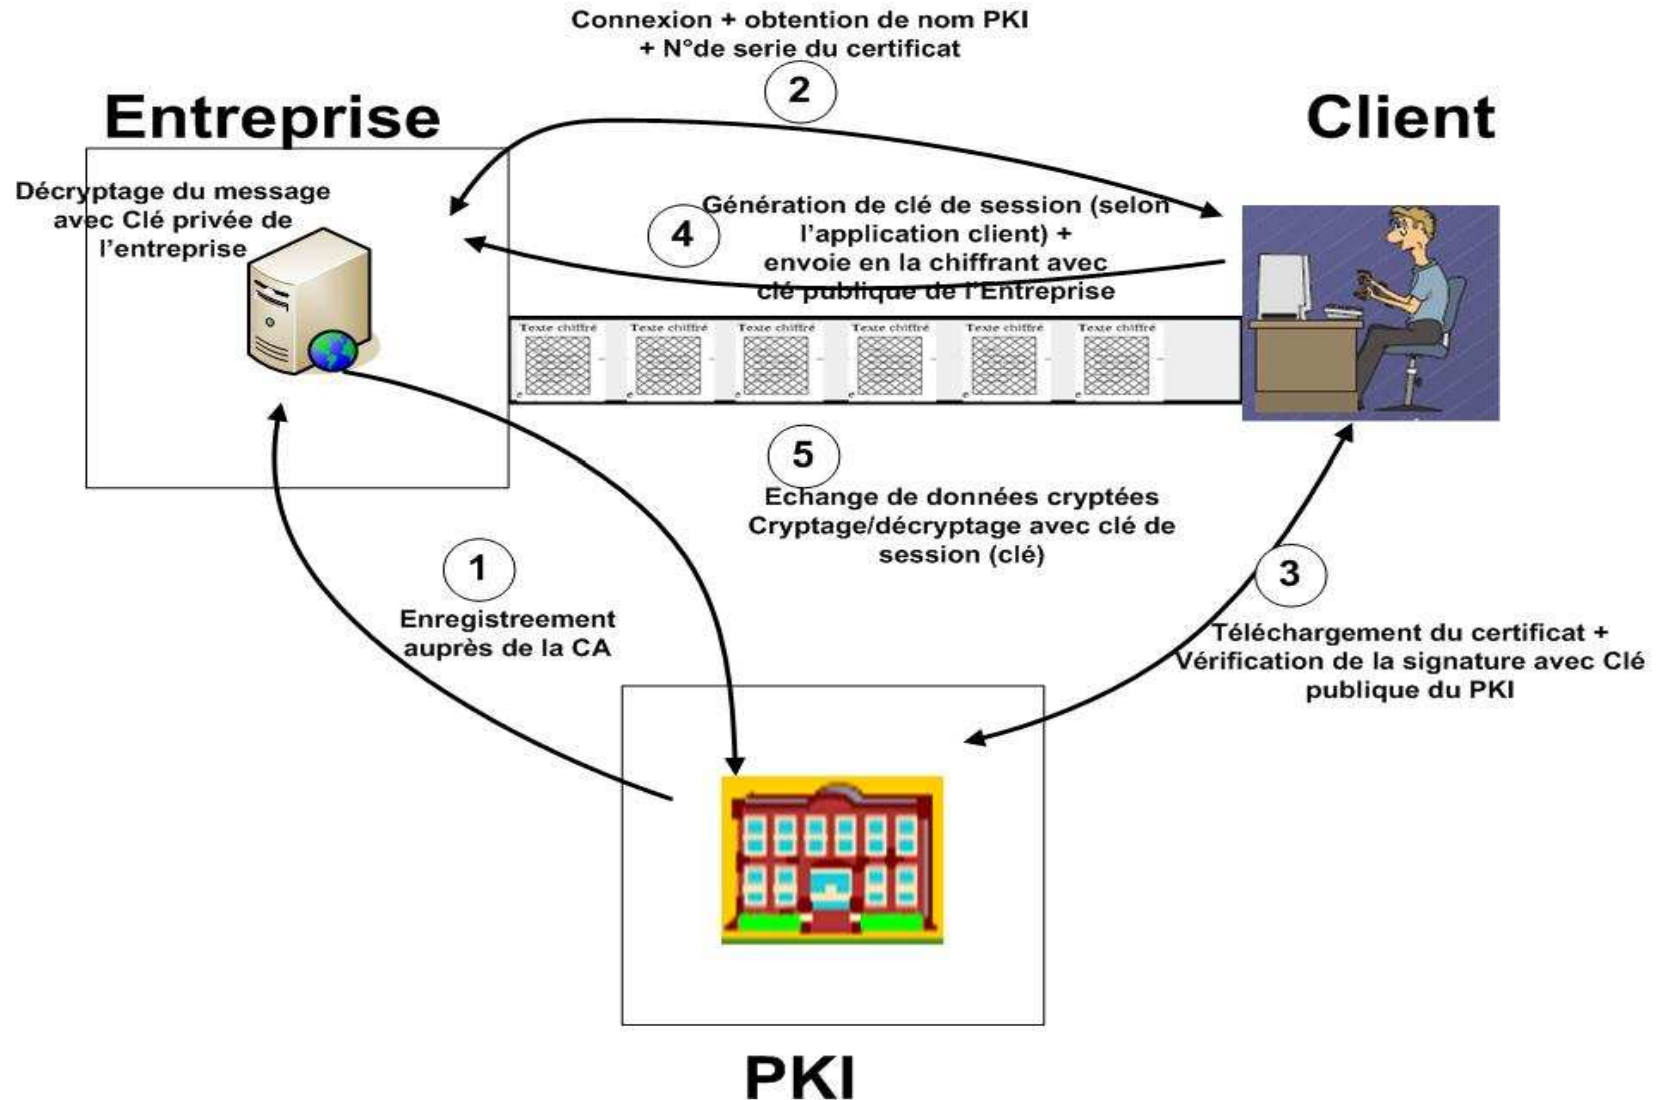 Connexion + obtention de nom PKI
+ N°de serie du certificat
2
Entreprise
Client
Décryptage du message
avec Clé privée de
l'entreprise
4
Génération de clé de session (selon
l'application client) +
envoie en la chiffrant avec
clé publique de l'Entreprise
Texte chiffré Texte chiffré Texte chiffré Texte chiffré Texte chiffré Texte chiffré
e e e e e e
5
Echange de données cryptées
Cryptage/décryptage avec clé de
session (clé)
1
Enregistreement
auprès de la CA
3
Téléchargement du certificat +
Vérification de la signature avec Clé
publique du PKI
PKI